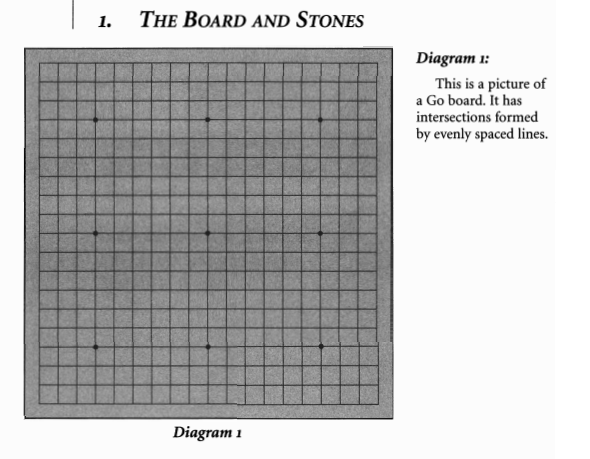 1. The Board and Stones
Diagram 1:
This is a picture of
a Go board. It has
intersections formed
by evenly spaced lines.
Diagram 1